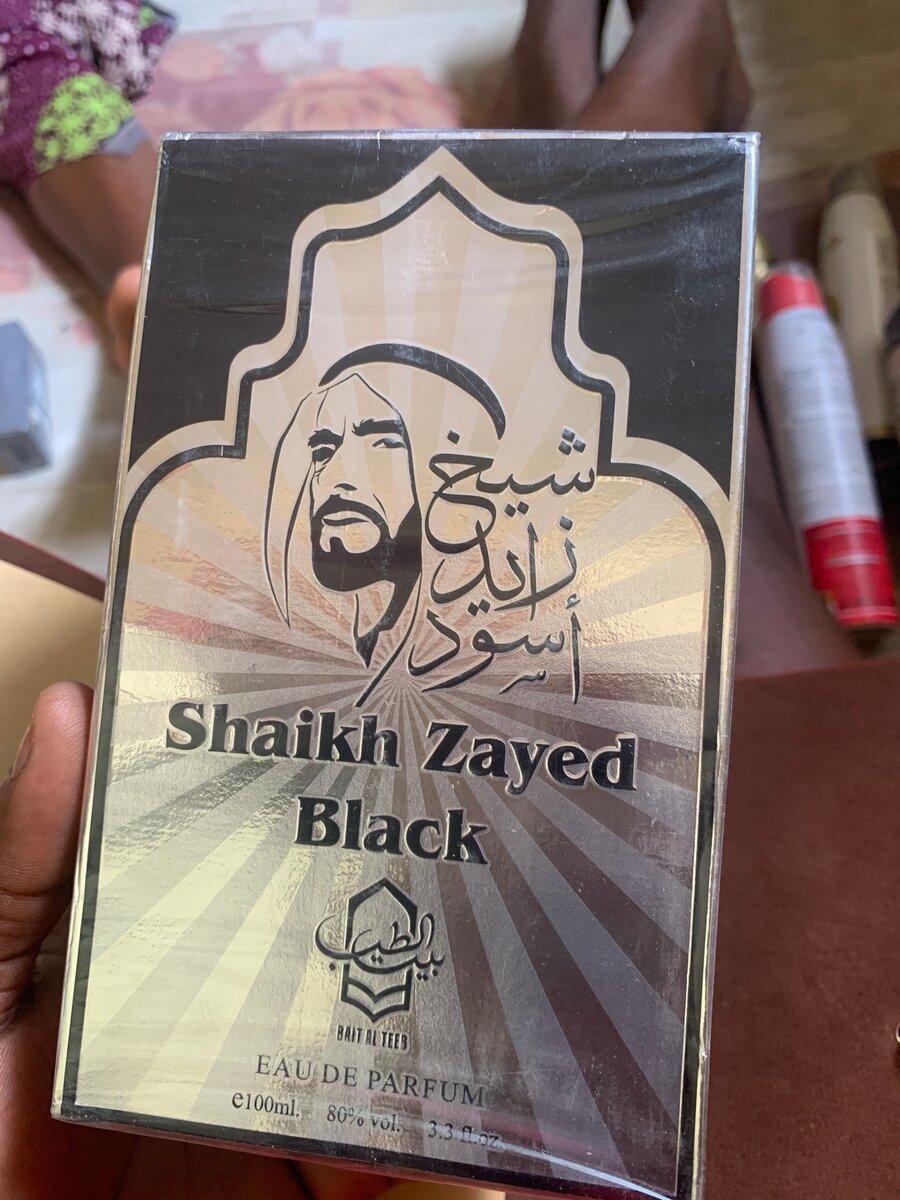 شيخ
زايد
أسود
Shaikh Zayed
Black
بيت الطيب
BAIT AL TEEB
EAU DE PARFUM
e100ml. 80% vol. 3.3 fl.oz.